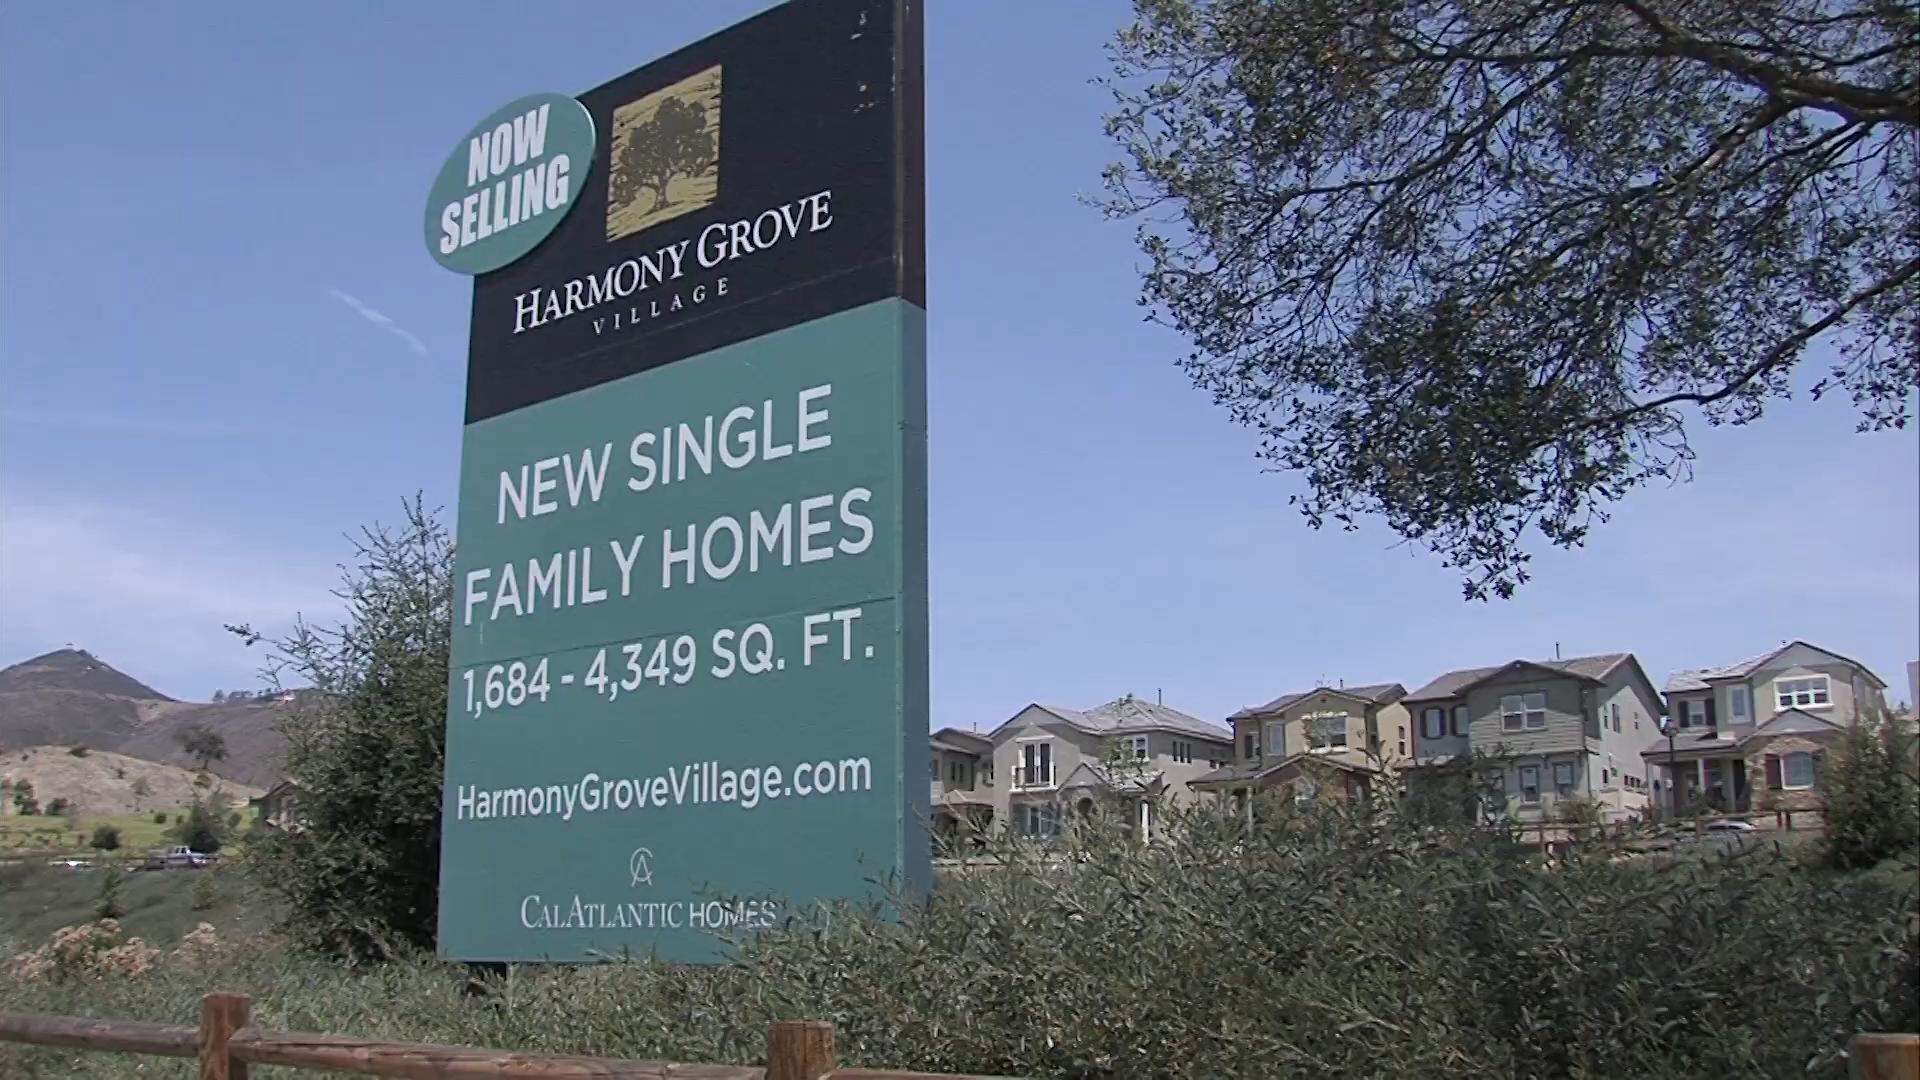 NOW
SELLING
HARMONY GROVE
VILLAGE
NEW SINGLE
FAMILY HOMES
1,684 - 4,349 SQ. FT.
HarmonyGroveVillage.com
CA
CALATLANTIC HOMES